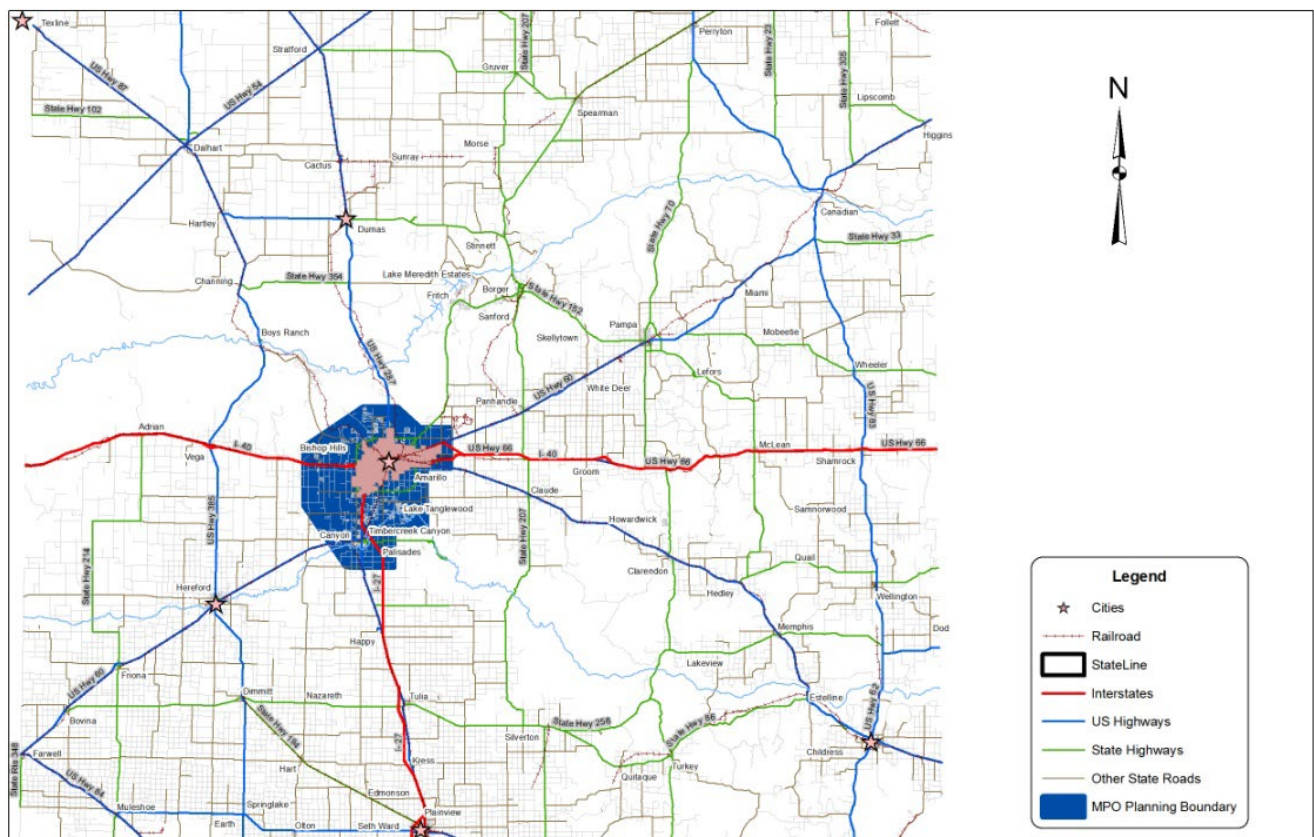 Texline
State Hwy 207
Perryton
State Hwy 23
Follett
Stratford
US Hwy 87
US Hwy 54
Gruver
State Hwy 305
Lipscomb
N
State Hwy 102
Spearman
Higgins
Dalhart
Morse
Sunray
Cactus
Canadian
Hartley
Dumas
State Hwy 70
State Hwy 33
Stinnett
State Hwy 354
Lake Meredith Estates
Channing
Borger
Fritch
State Hwy 152
Miami
Sanford
Boys Ranch
Pampa
Mobeetie
Skellytown
US Hwy 287
Lefors
Wheeler
US Hwy 60
White Deer
Panhandle
US Hwy 83
Adrian
I- 40
Bishop Hills
US Hwy 66
I- 40
McLean
US Hwy 66
Vega
Groom
US Hwy 66
Shamrock
Amarillo
Claude
US Hwy 385
Lake Tanglewood
State Hwy 207
Samnorwood
Howardwick
Canyon
Timbercreek Canyon
Palisades
State Hwy 214
Quail
Clarendon
Hereford
I- 27
Hedley
Wellington
Memphis
Dod
Happy
Lakeview
US Hwy 60
Friona
Dimmitt
Nazareth
Tulia
Estelline
US Hwy 62
Bovina
State Hwy 256
State Hwy 86
Silverton
State Hwy 194
I- 27
Childress
Farwell
State Rte 348
Hart
Kress
Turkey
Quitaque
US Hwy 84
Edmonson
Muleshoe
Springlake
Plainview
Earth
Olton
Seth Ward
Legend
Cities
Railroad
StateLine
Interstates
US Highways
State Highways
Other State Roads
MPO Planning Boundary